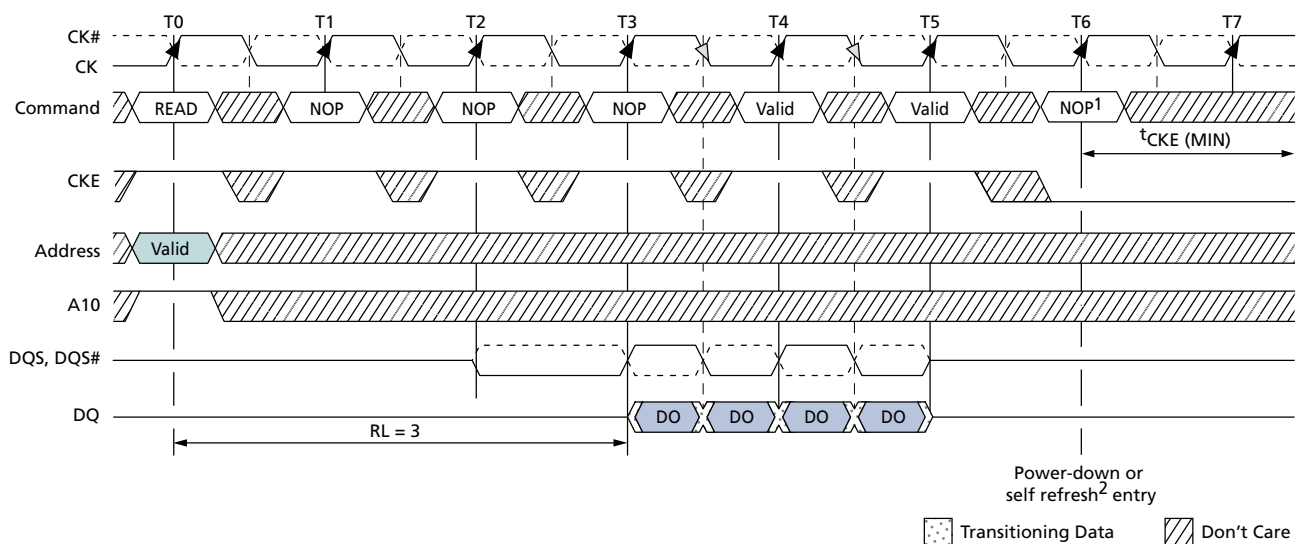 T0 T1 T2 T3 T4 T5 T6 T7
CK#
CK
Command READ NOP NOP NOP Valid Valid NOP1
tCKE (MIN)
CKE
Address Valid
A10
DQS, DQS#
DQ DO DO DO DO
RL = 3
Power-down or
self refresh2 entry
Transitioning Data Don't Care